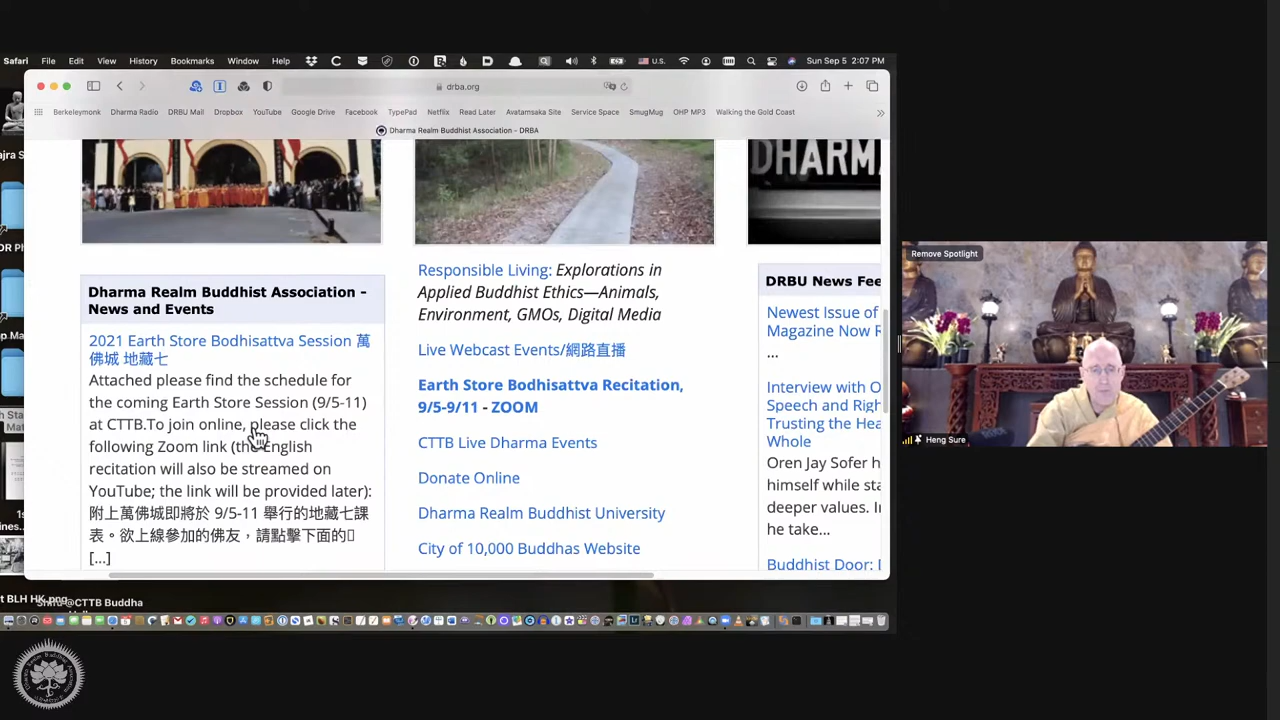 Safari File Edit View History Bookmarks Window Help U.S. Sun Sep 5 2:07 PM
drba.org
Berkeleymonk Dharma Radio DRBU Mail Dropbox YouTube Google Drive Facebook TypePad Netflix Read Later Avatamsaka Site Service Space SmugMug OHP MP3 Walking the Gold Coast
Dharma Realm Buddhist Association - DRBA
DHARMA
Dharma Realm Buddhist Association -
News and Events
2021 Earth Store Bodhisattva Session 萬
佛城 地藏七
Attached please find the schedule for
the coming Earth Store Session (9/5-11)
at CTTB.To join online, please click the
following Zoom link (the English
recitation will also be streamed on
YouTube; the link will be provided later):
附上萬佛城即將於 9/5-11 舉行的地藏七課
表。欲上線參加的佛友，請點擊下面的
[...]
Responsible Living: Explorations in
Applied Buddhist Ethics—Animals,
Environment, GMOs, Digital Media
Live Webcast Events/網路直播
Earth Store Bodhisattva Recitation,
9/5-9/11 - ZOOM
CTTB Live Dharma Events
Donate Online
Dharma Realm Buddhist University
City of 10,000 Buddhas Website
DRBU News Fee
Newest Issue of
Magazine Now R
...
Interview with O
Speech and Righ
Trusting the Hea
Whole
Oren Jay Sofer h
himself while sta
deeper values. In
he take...
Buddhist Door: I
Remove Spotlight
Heng Sure
BLH HK.png
@CTTB Buddha